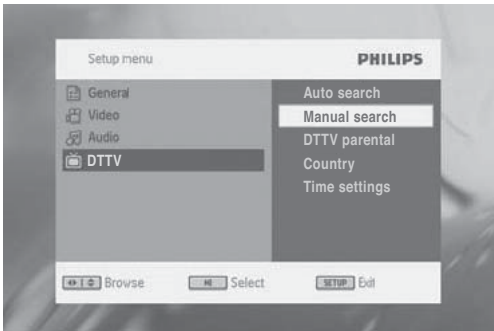 Setup menu
PHILIPS
General
Video
Audio
DTTV
Auto search
Manual search
DTTV parental
Country
Time settings
Browse
Select
SETUP Exit